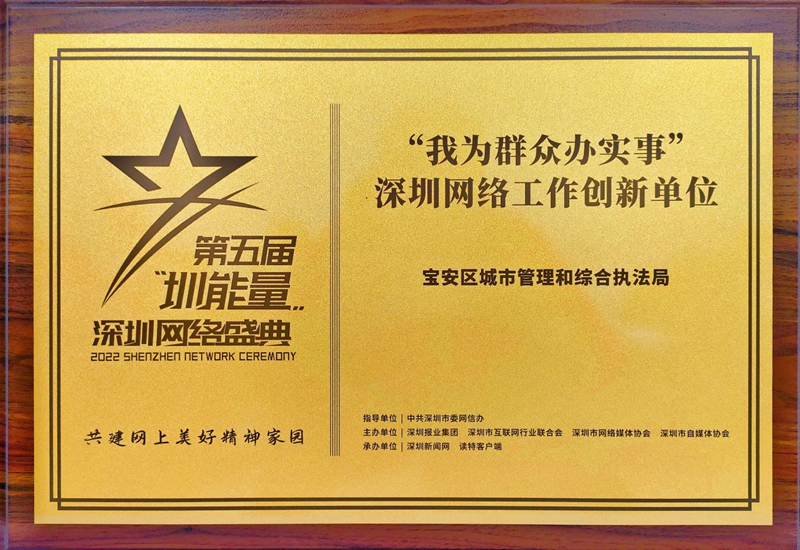 第五届
“圳能量”
深圳网络盛典
2022 SHENZHEN NETWORK CEREMONY
共建网上美好精神家园
“我为群众办实事”
深圳网络工作创新单位
宝安区城市管理和综合执法局
指导单位｜中共深圳市委网信办
主办单位｜深圳报业集团 深圳市互联网行业联合会 深圳市网络媒体协会 深圳市自媒体协会
承办单位｜深圳新闻网 读特客户端